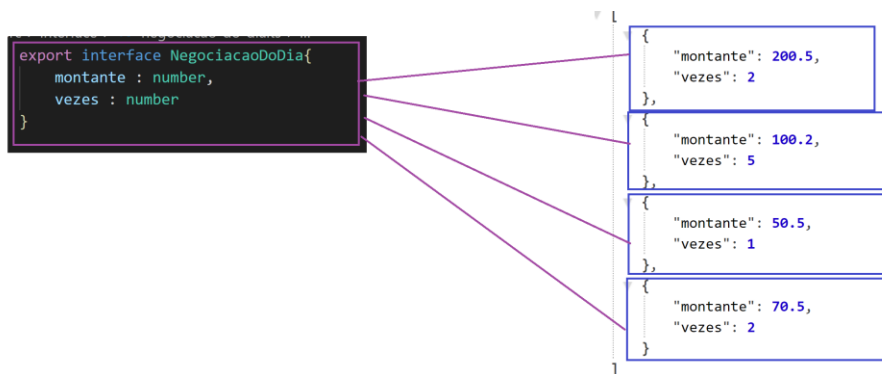 export interface NegociacaoDoDia{
montante : number,
vezes : number
}
[
{
"montante": 200.5,
"vezes": 2
},
{
"montante": 100.2,
"vezes": 5
},
{
"montante": 50.5,
"vezes": 1
},
{
"montante": 70.5,
"vezes": 2
}
]